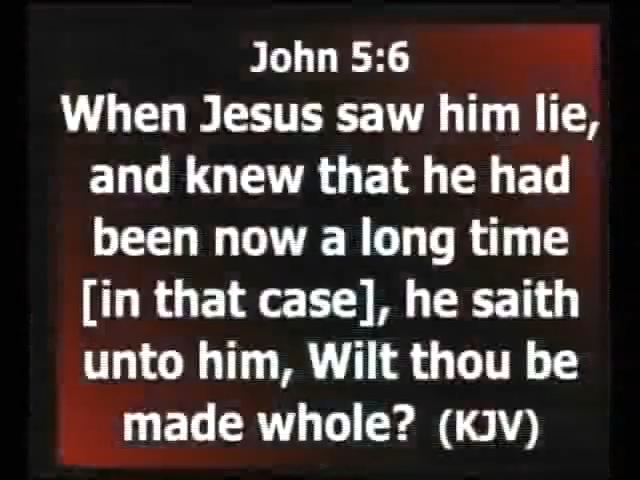 John 5:6
When Jesus saw him lie,
and knew that he had
been now a long time
[in that case], he saith
unto him, Wilt thou be
made whole? (KJV)